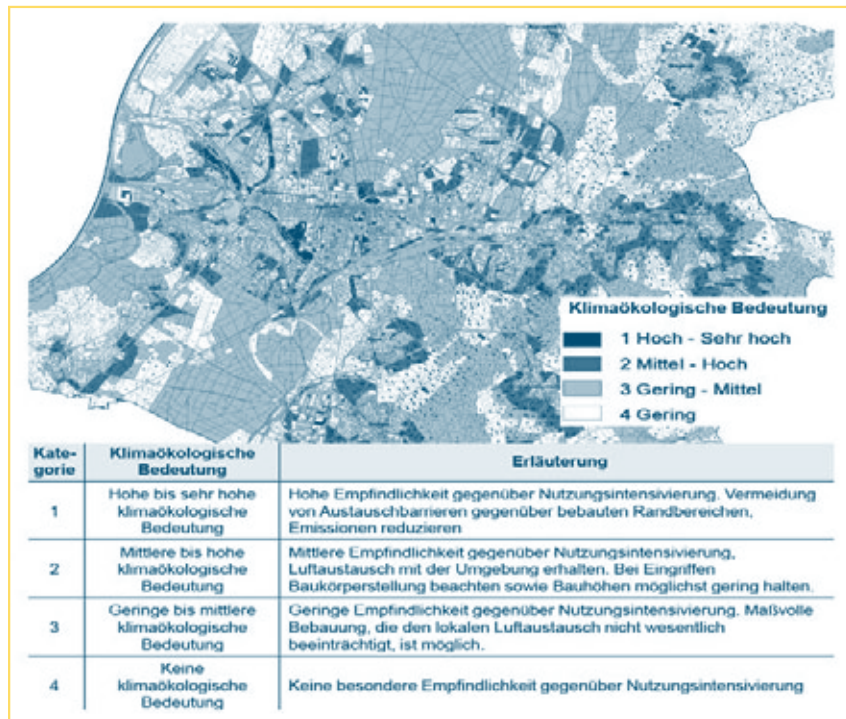 Klimaökologische Bedeutung
1 Hoch - Sehr hoch
2 Mittel - Hoch
3 Gering - Mittel
4 Gering
Kate-
gorie
Klimaökologische
Bedeutung
Erläuterung
1
Hohe bis sehr hohe
klimaökologische
Bedeutung
Hohe Empfindlichkeit gegenüber Nutzungsintensivierung. Vermeidung
von Austauschbarrieren gegenüber bebauten Randbereichen,
Emissionen reduzieren
2
Mittlere bis hohe
klimaökologische
Bedeutung
Mittlere Empfindlichkeit gegenüber Nutzungsintensivierung,
Luftaustausch mit der Umgebung erhalten. Bei Eingriffen
Baukörperstellung beachten sowie Bauhöhen möglichst gering halten.
3
Geringe bis mittlere
klimaökologische
Bedeutung
Geringe Empfindlichkeit gegenüber Nutzungsintensivierung. Maßvolle
Bebauung, die den lokalen Luftaustausch nicht wesentlich
beeinträchtigt, ist möglich.
4
Keine
klimaökologische
Bedeutung
Keine besondere Empfindlichkeit gegenüber Nutzungsintensivierung